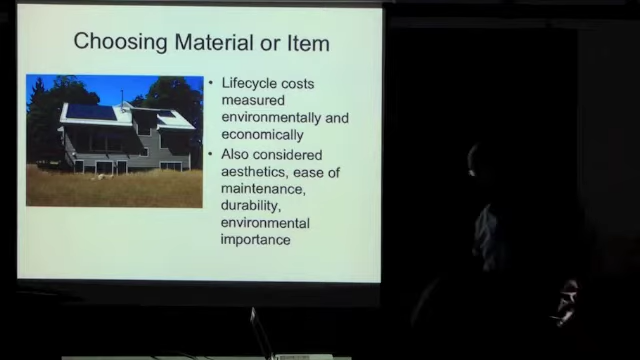 Choosing Material or Item
• Lifecycle costs
measured
environmentally and
economically
• Also considered
aesthetics, ease of
maintenance,
durability,
environmental
importance